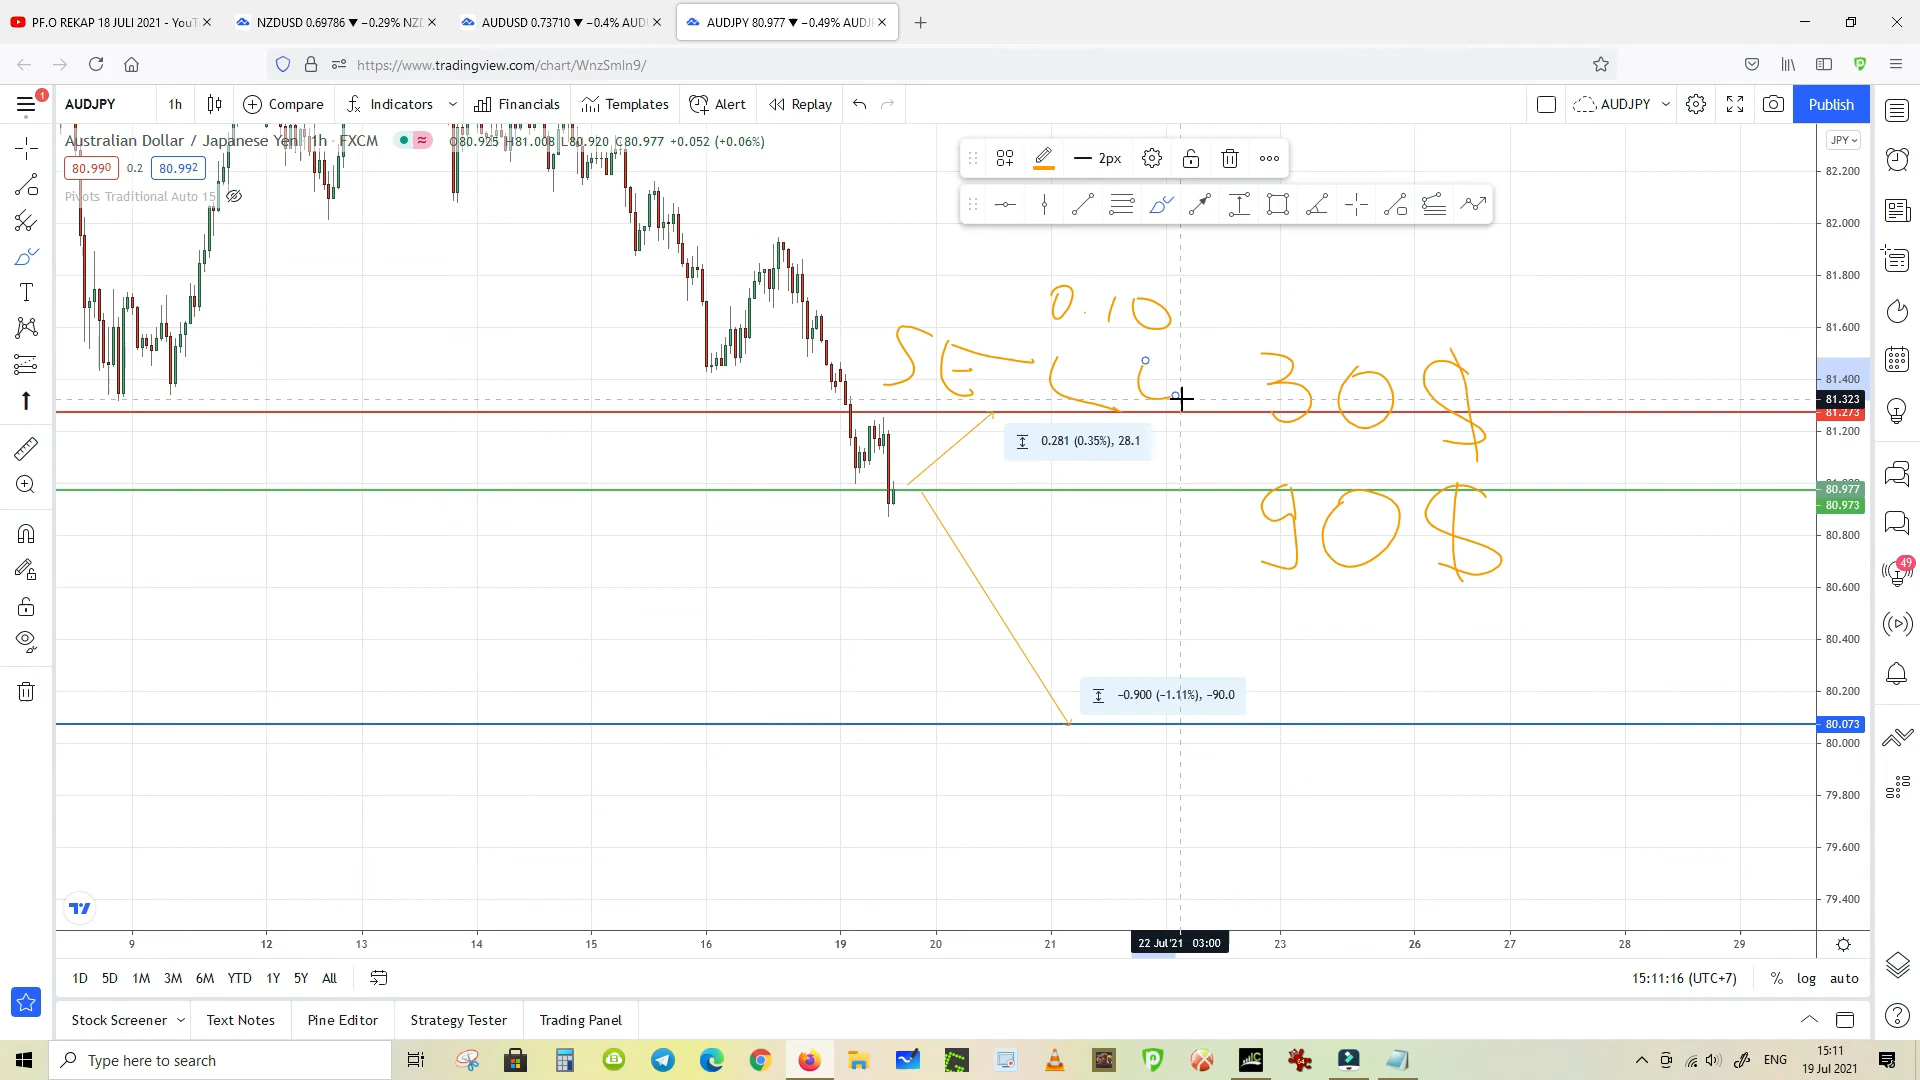 PF.O REKAP 18 JULI 2021 - YouT
NZDUSD 0.69786 ▼ −0.29% NZD
AUDUSD 0.73710 ▼ −0.4% AUD
AUDJPY 80.977 ▼ −0.49% AUDJ
https://www.tradingview.com/chart/WnzSmln9/
1
AUDJPY
1h
Compare
Indicators
Financials
Templates
Alert
Replay
AUDJPY
Publish
Australian Dollar / Japanese Yen 1h FXCM
O80.925 H81.008 L80.920 C80.977 +0.052 (+0.06%)
80.990
0.2
80.992
Pivots Traditional Auto 15
2px
JPY
82.200
82.000
81.800
81.600
81.400
81.323
81.273
81.200
80.977
80.973
80.800
80.600
80.400
80.200
80.073
80.000
79.800
79.600
79.400
0.10
SELL
30$
90$
0.281 (0.35%), 28.1
−0.900 (−1.11%), −90.0
49
9
12
13
14
15
16
19
20
21
22 Jul'21 03:00
23
26
27
28
29
1D
5D
1M
3M
6M
YTD
1Y
5Y
All
15:11:16 (UTC+7)
%
log
auto
Stock Screener
Text Notes
Pine Editor
Strategy Tester
Trading Panel
Type here to search
ENG
15:11
19 Jul 2021